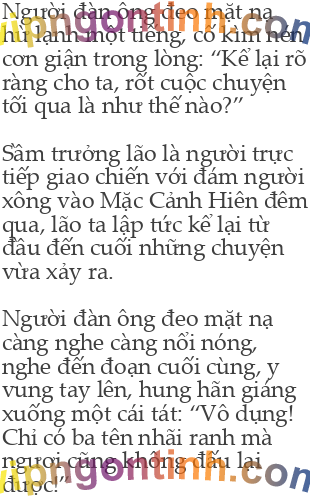 Người đàn ông đeo mặt nạ
hừ lạnh một tiếng, cố kìm nén
cơn giận trong lòng: “Kể lại rõ
ràng cho ta, rốt cuộc chuyện
tối qua là như thế nào?”
Sầm trưởng lão là người trực
tiếp giao chiến với đám người
xông vào Mặc Cảnh Hiên đêm
qua, lão ta lập tức kể lại từ
đầu đến cuối những chuyện
vừa xảy ra.
Người đàn ông đeo mặt nạ
càng nghe càng nổi nóng,
nghe đến đoạn cuối cùng, y
vung tay lên, hung hãn giáng
xuống một cái tát: “Vô dụng!
Chỉ có ba tên nhãi ranh mà
ngươi cũng không đấu lại
được!”
vipngontinh.com